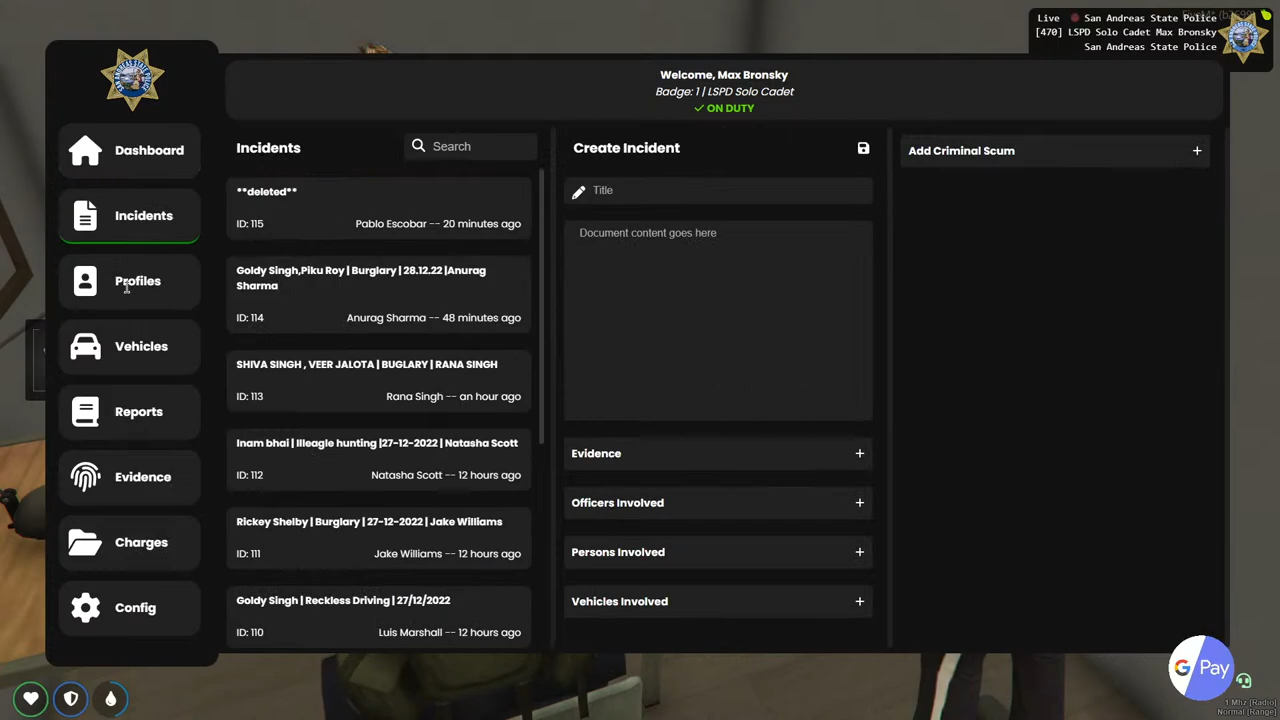 Live San Andreas State Police
[470] LSPD Solo Cadet Max Bronsky
San Andreas State Police
Welcome, Max Bronsky
Badge: 1 | LSPD Solo Cadet
✓ ON DUTY
Dashboard
Incidents
Profiles
Vehicles
Reports
Evidence
Charges
Config
Incidents
Search
**deleted**
ID: 115 Pablo Escobar -- 20 minutes ago
Goldy Singh,Piku Roy | Burglary | 28.12.22 |Anurag
Sharma
ID: 114 Anurag Sharma -- 48 minutes ago
SHIVA SINGH , VEER JALOTA | BUGLARY | RANA SINGH
ID: 113 Rana Singh -- an hour ago
Inam bhai | Illeagle hunting |27-12-2022 | Natasha Scott
ID: 112 Natasha Scott -- 12 hours ago
Rickey Shelby | Burglary | 27-12-2022 | Jake Williams
ID: 111 Jake Williams -- 12 hours ago
Goldy Singh | Reckless Driving | 27/12/2022
ID: 110 Luis Marshall -- 12 hours ago
Create Incident
Title
Document content goes here
Evidence +
Officers Involved +
Persons Involved +
Vehicles Involved +
Add Criminal Scum +
G Pay
1 Mhz [Radio]
Normal [Range]